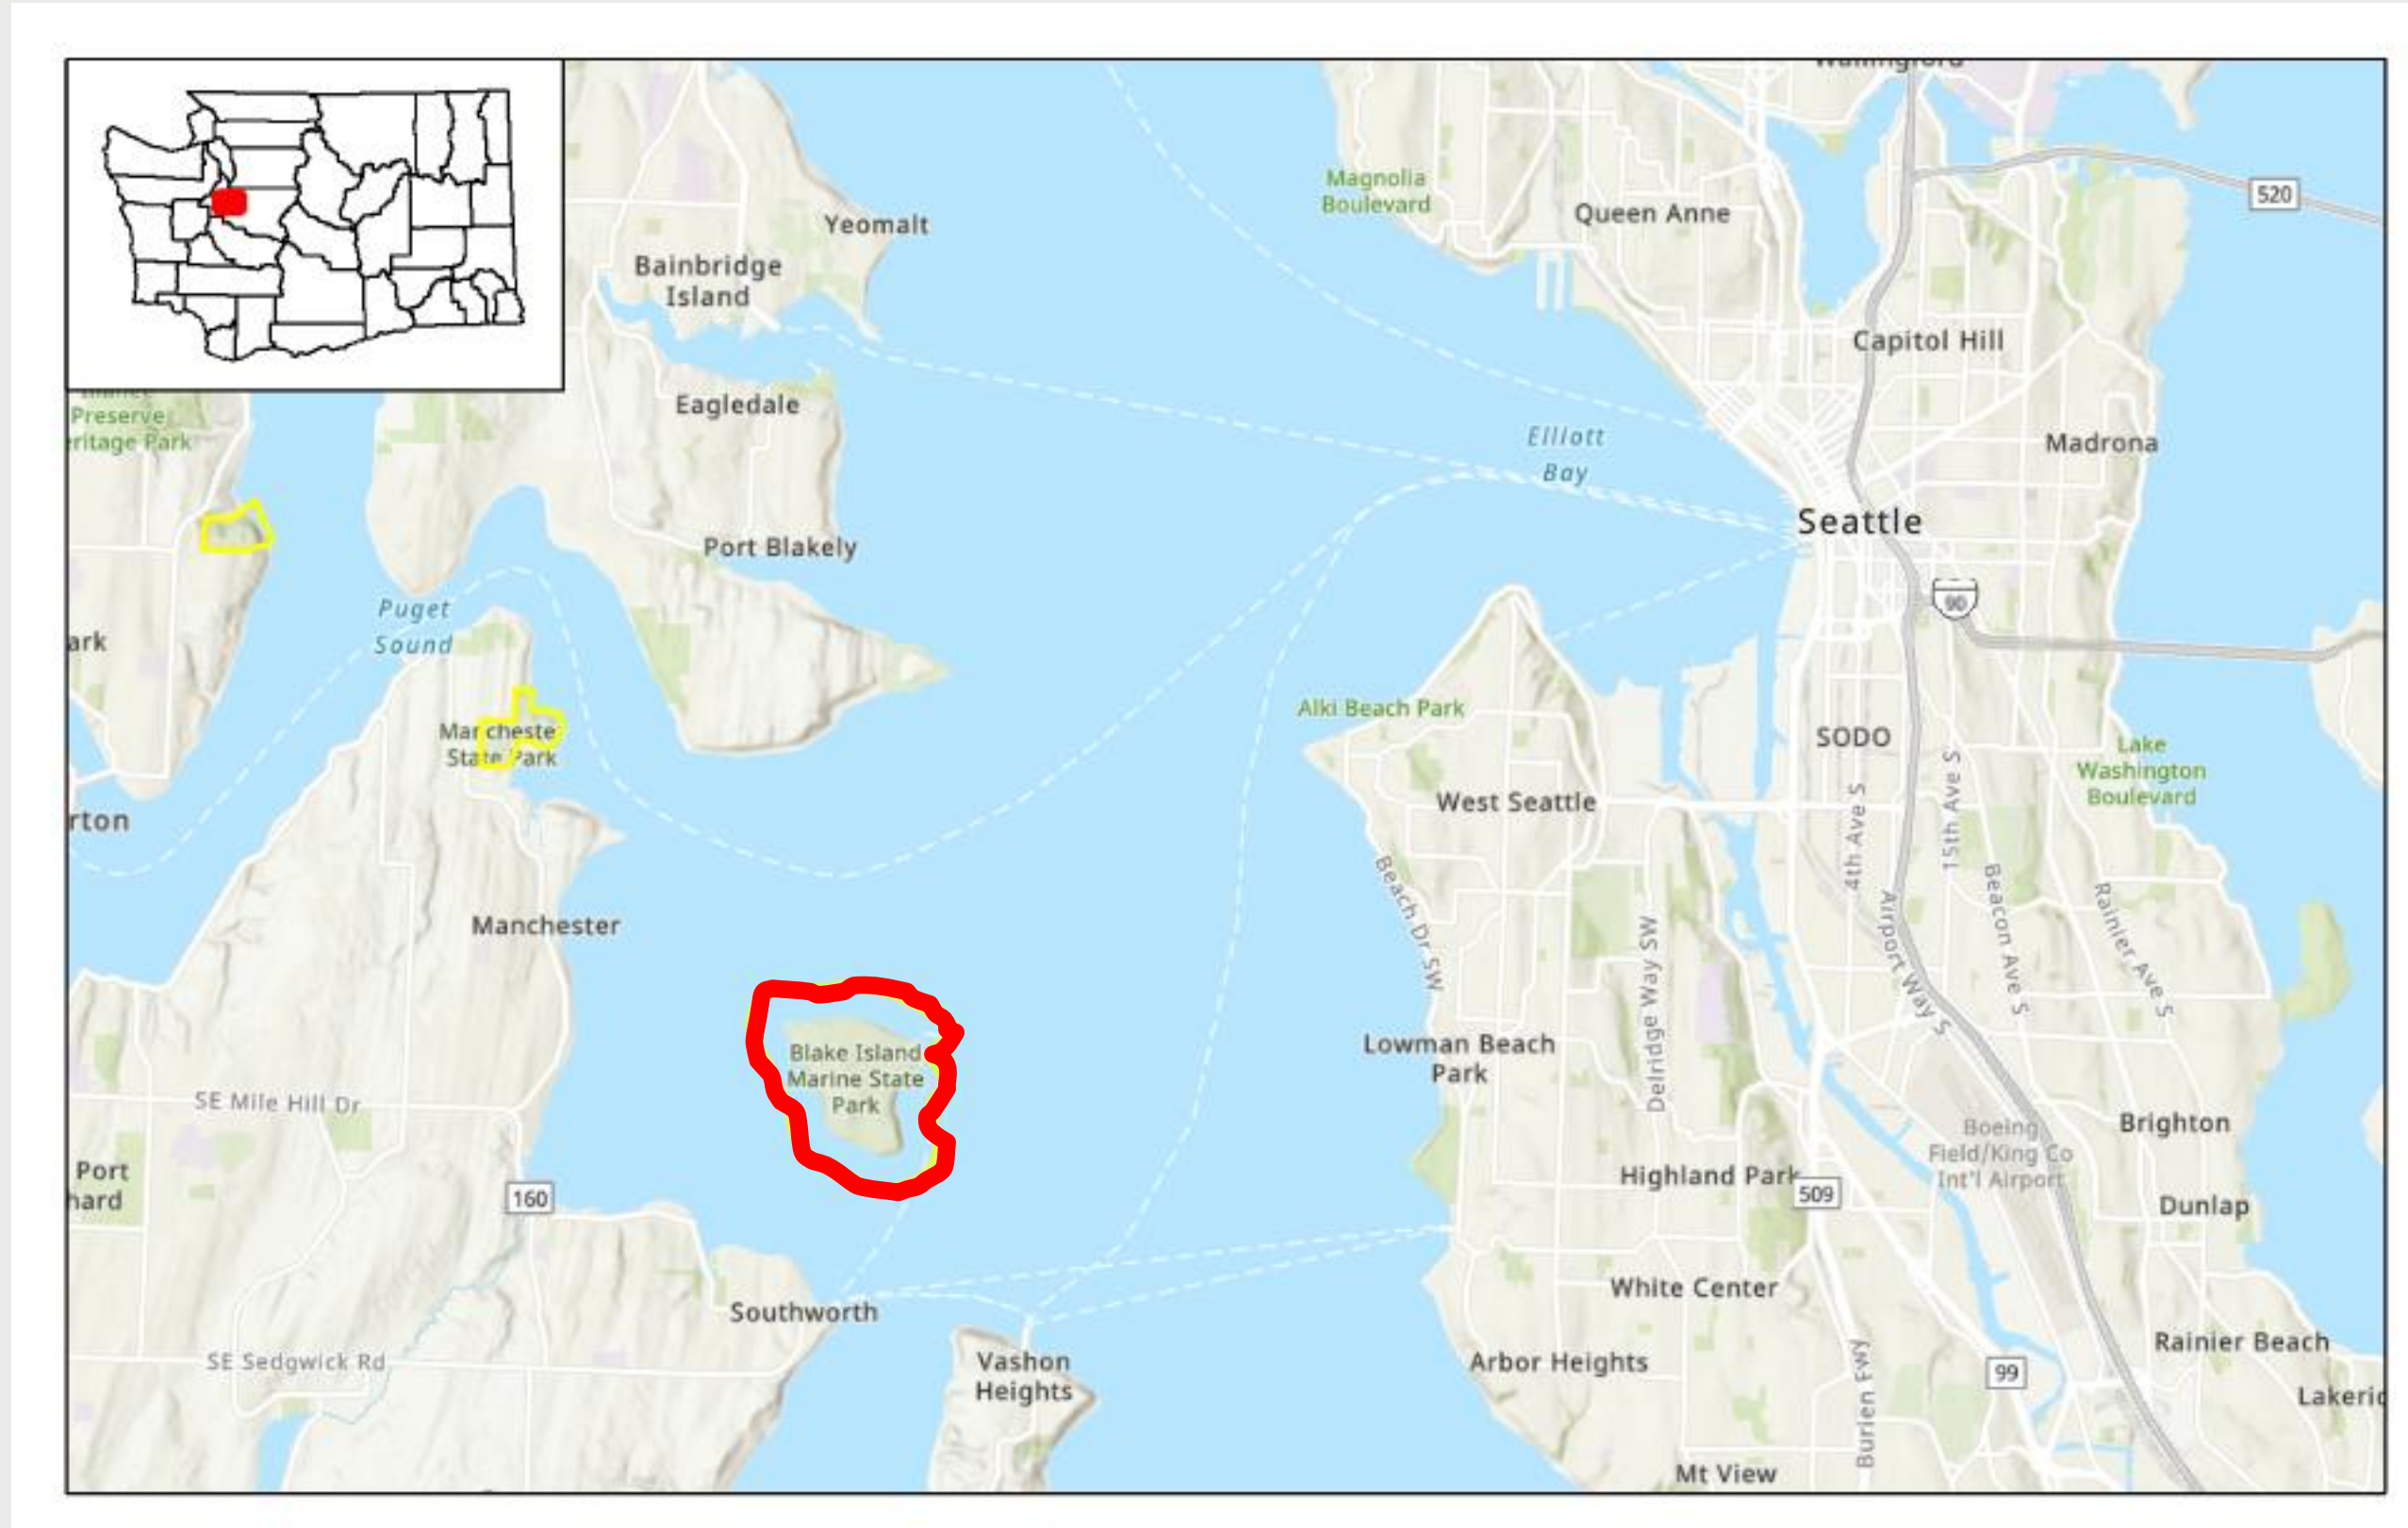 Wallingford
Magnolia
Boulevard
Queen Anne
520
Yeomalt
Bainbridge
Island
Capitol Hill
Preserve
eritage Park
Eagledale
Elliott
Bay
Madrona
Seattle
Port Blakely
90
Puget
Sound
ark
Alki Beach Park
Mancheste
State Park
SODO
Lake
Washington
Boulevard
West Seattle
rton
4th Ave S
15th Ave S
Beach Dr SW
Delridge Way SW
Airport Way S
Beacon Ave S
Rainier Ave S
Manchester
Blake Island
Marine State
Park
Lowman Beach
Park
SE Mile Hill Dr
Boeing
Field/King Co
Int'l Airport
Brighton
Port
hard
160
Highland Park
509
Dunlap
White Center
Southworth
Vashon
Heights
SE Sedgwick Rd
Arbor Heights
Burien Fwy
99
Rainier Beach
Lakeric
Mt View